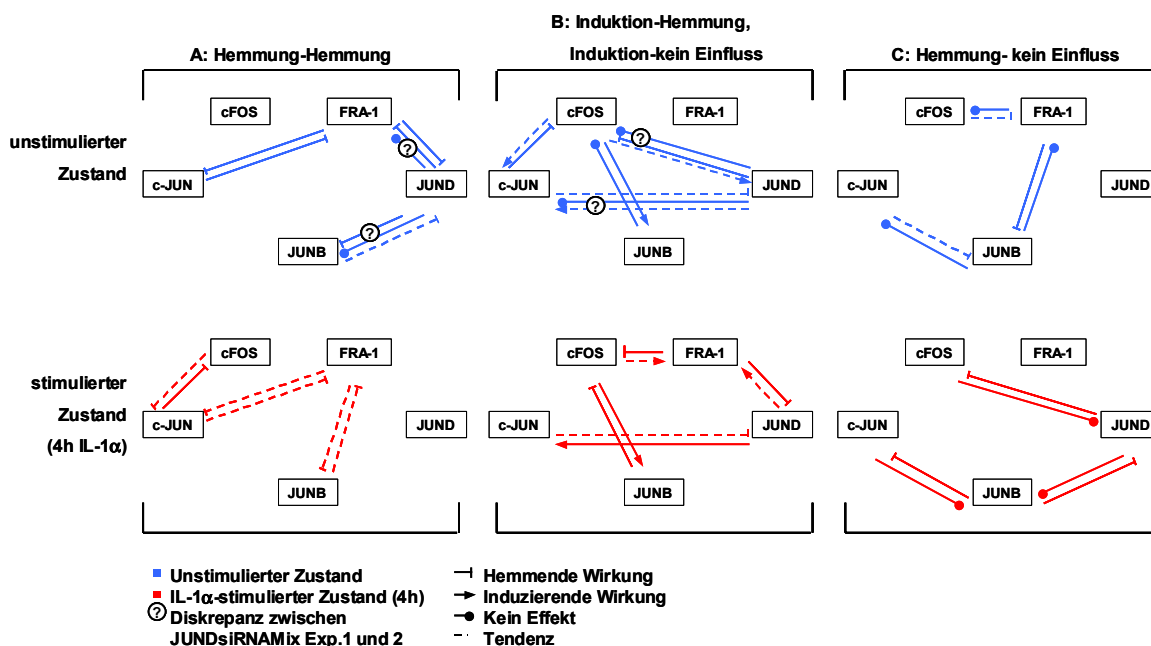 B: Induktion-Hemmung,
A: Hemmung-Hemmung
Induktion-kein Einfluss
C: Hemmung- kein Einfluss
unstimulierter
Zustand
cFOS
FRA-1
?
c-JUN
JUND
?
JUNB
cFOS
FRA-1
?
c-JUN
JUND
?
JUNB
cFOS
FRA-1
c-JUN
JUND
JUNB
stimulierter
Zustand
(4h IL-1α)
cFOS
FRA-1
c-JUN
JUND
JUNB
cFOS
FRA-1
c-JUN
JUND
JUNB
cFOS
FRA-1
c-JUN
JUND
JUNB
Unstimulierter Zustand
IL-1α-stimulierter Zustand (4h)
? Diskrepanz zwischen
JUNDsiRNAMix Exp.1 und 2
Hemmende Wirkung
Induzierende Wirkung
Kein Effekt
Tendenz